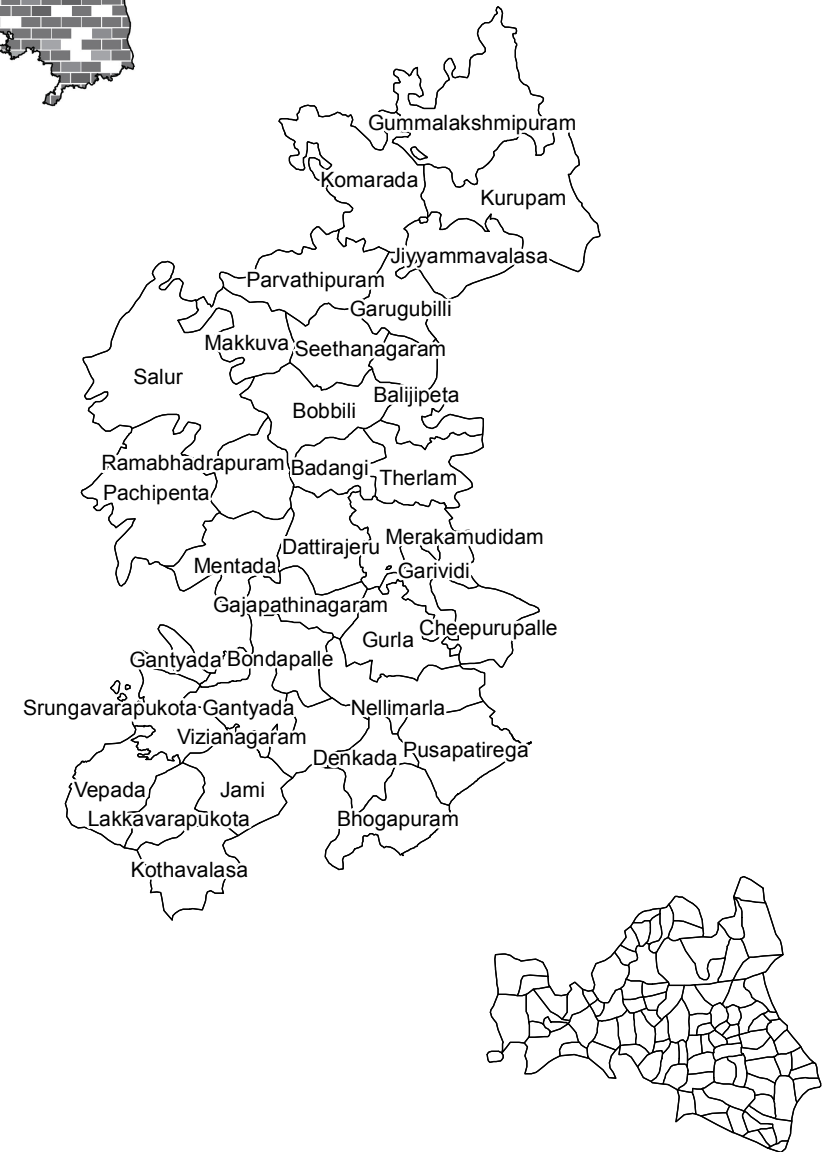 Gummalakshmipuram
Komarada
Kurupam
Jiyyammavalasa
Parvathipuram
Garugubilli
Makkuva
Seethanagaram
Salur
Balijipeta
Bobbili
Ramabhadrapuram
Badangi
Therlam
Pachipenta
Merakamudidam
Dattirajeru
Mentada
Garividi
Gajapathinagaram
Cheepurupalle
Gurla
Gantyada
Bondapalle
Srungavarapukota
Gantyada
Nellimarla
Vizianagaram
Pusapatirega
Denkada
Vepada
Jami
Lakkavarapukota
Bhogapuram
Kothavalasa